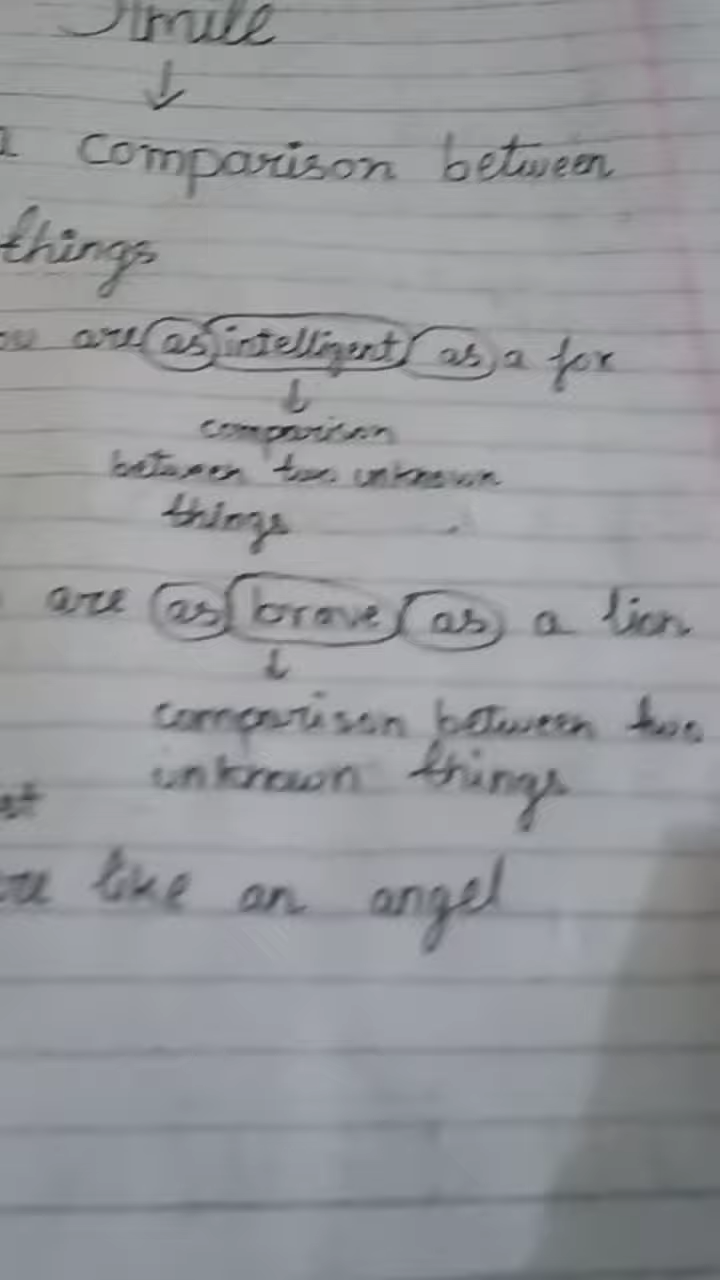 Simile
↓
a comparison between
things
are as intelligent as a fox
↓
comparison
between two unknown
things
are as brave as a lion
↓
comparison between two
unknown things
like an angel